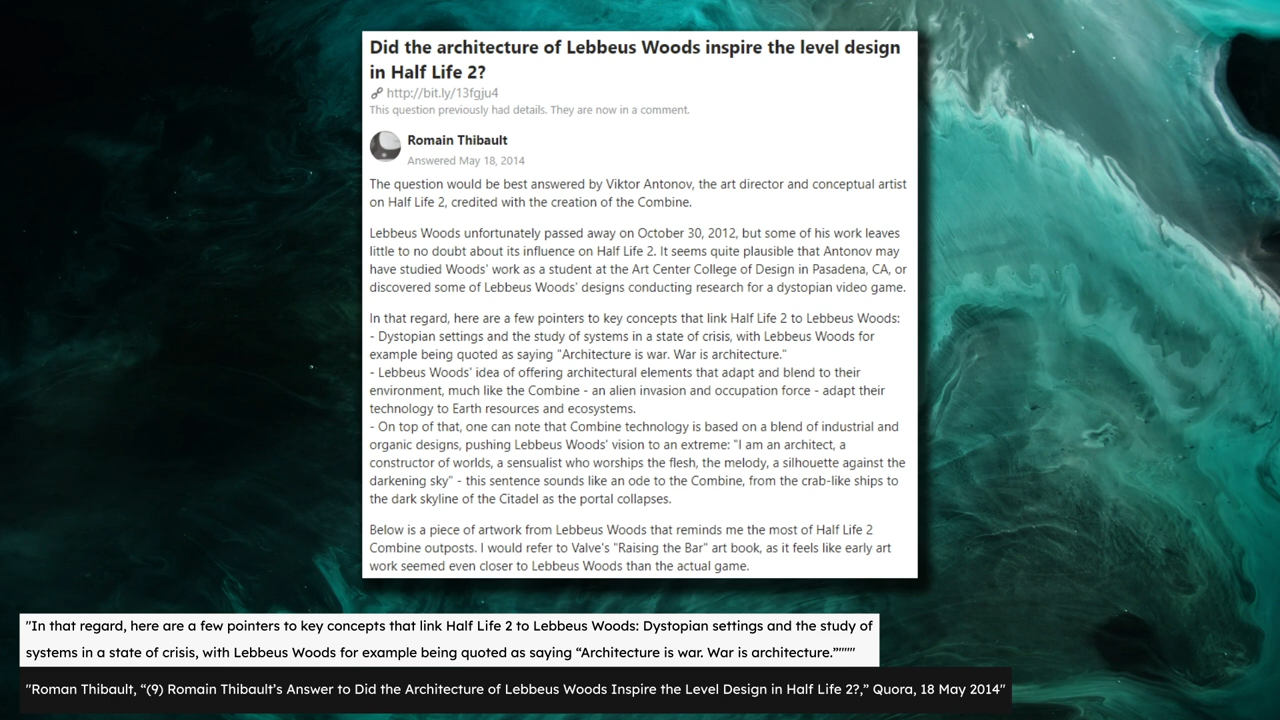 Did the architecture of Lebbeus Woods inspire the level design
in Half Life 2?
http://bit.ly/13fgju4
This question previously had details. They are now in a comment.
Romain Thibault
Answered May 18, 2014
The question would be best answered by Viktor Antonov, the art director and conceptual artist
on Half Life 2, credited with the creation of the Combine.
Lebbeus Woods unfortunately passed away on October 30, 2012, but some of his work leaves
little to no doubt about its influence on Half Life 2. It seems quite plausible that Antonov may
have studied Woods' work as a student at the Art Center College of Design in Pasadena, CA, or
discovered some of Lebbeus Woods' designs conducting research for a dystopian video game.
In that regard, here are a few pointers to key concepts that link Half Life 2 to Lebbeus Woods:
- Dystopian settings and the study of systems in a state of crisis, with Lebbeus Woods for
example being quoted as saying "Architecture is war. War is architecture."
- Lebbeus Woods' idea of offering architectural elements that adapt and blend to their
environment, much like the Combine - an alien invasion and occupation force - adapt their
technology to Earth resources and ecosystems.
- On top of that, one can note that Combine technology is based on a blend of industrial and
organic designs, pushing Lebbeus Woods' vision to an extreme: "I am an architect, a
constructor of worlds, a sensualist who worships the flesh, the melody, a silhouette against the
darkening sky" - this sentence sounds like an ode to the Combine, from the crab-like ships to
the dark skyline of the Citadel as the portal collapses.
Below is a piece of artwork from Lebbeus Woods that reminds me the most of Half Life 2
Combine outposts. I would refer to Valve's "Raising the Bar" art book, as it feels like early art
work seemed even closer to Lebbeus Woods than the actual game.
"In that regard, here are a few pointers to key concepts that link Half Life 2 to Lebbeus Woods: Dystopian settings and the study of
systems in a state of crisis, with Lebbeus Woods for example being quoted as saying “Architecture is war. War is architecture.”""""
"Roman Thibault, “(9) Romain Thibault’s Answer to Did the Architecture of Lebbeus Woods Inspire the Level Design in Half Life 2?,” Quora, 18 May 2014"